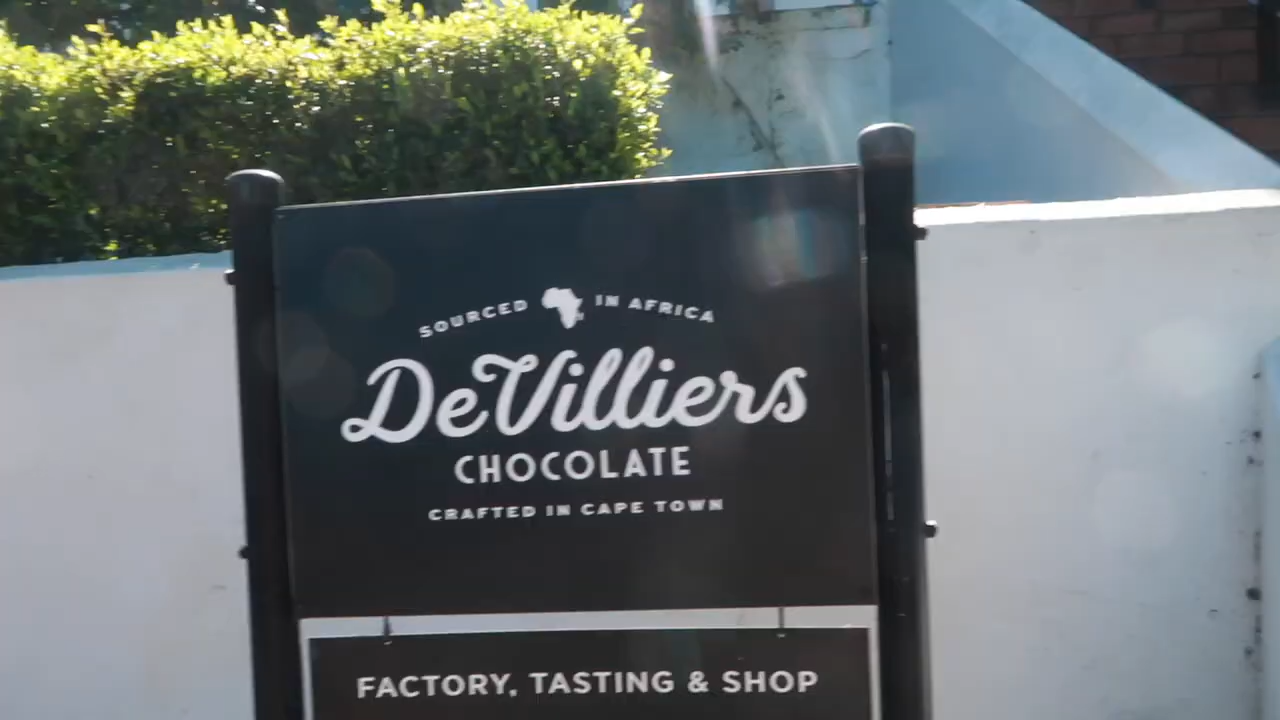 SOURCED IN AFRICA
DeVilliers
CHOCOLATE
CRAFTED IN CAPE TOWN
FACTORY, TASTING & SHOP